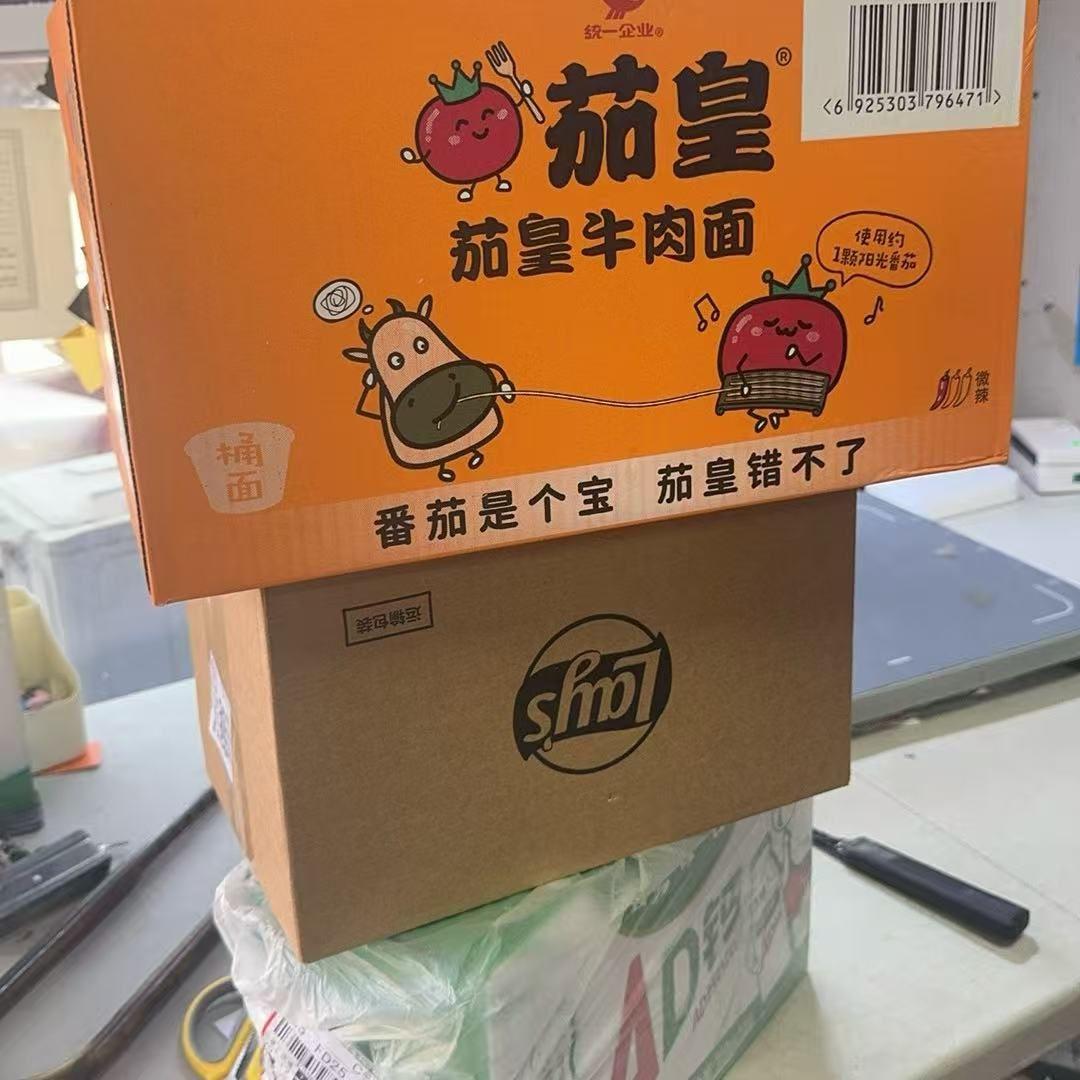 统一企业®
茄皇®
<6 925303 796471>
茄皇牛肉面
使用约
1颗阳光番茄
微辣
桶面
番茄是个宝 茄皇错不了
运输包装
Lay's
AD钙